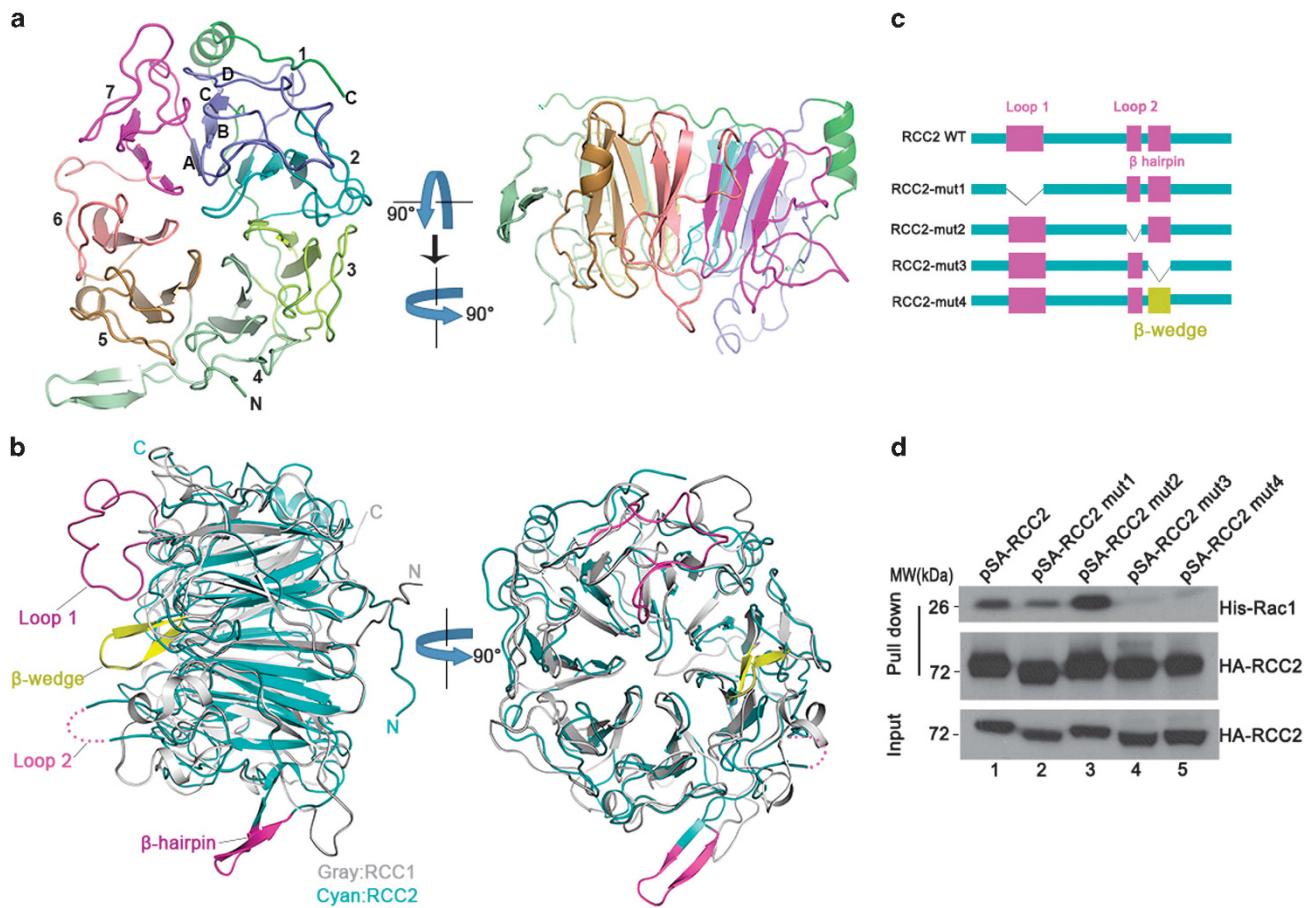 a
1
D
7
C
C
B
2
A
6
90°
3
90°
5
4
N
c
Loop 1
Loop 2
RCC2 WT
β hairpin
RCC2-mut1
RCC2-mut2
RCC2-mut3
RCC2-mut4
β-wedge
b
C
C
N
Loop 1
β-wedge
90°
N
Loop 2
β-hairpin
Gray:RCC1
Cyan:RCC2
d
pSA-RCC2
pSA-RCC2 mut1
pSA-RCC2 mut2
pSA-RCC2 mut3
pSA-RCC2 mut4
MW(kDa)
Pull down
26 -
His-Rac1
72 -
HA-RCC2
Input
72 -
HA-RCC2
1 2 3 4 5